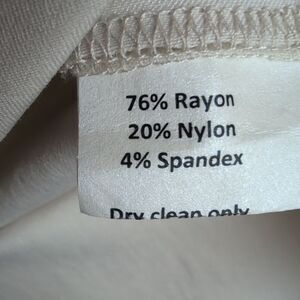 76% Rayon
20% Nylon
4% Spandex
Dry clean only